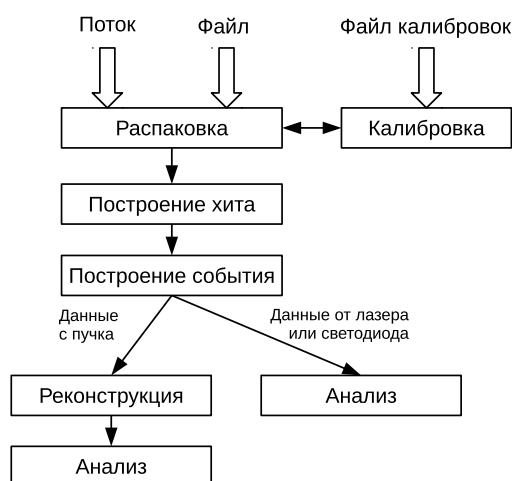 Поток
Файл
Файл калибровок
Распаковка
Калибровка
Построение хита
Построение события
Данные
с пучка
Данные от лазера
или светодиода
Реконструкция
Анализ
Анализ